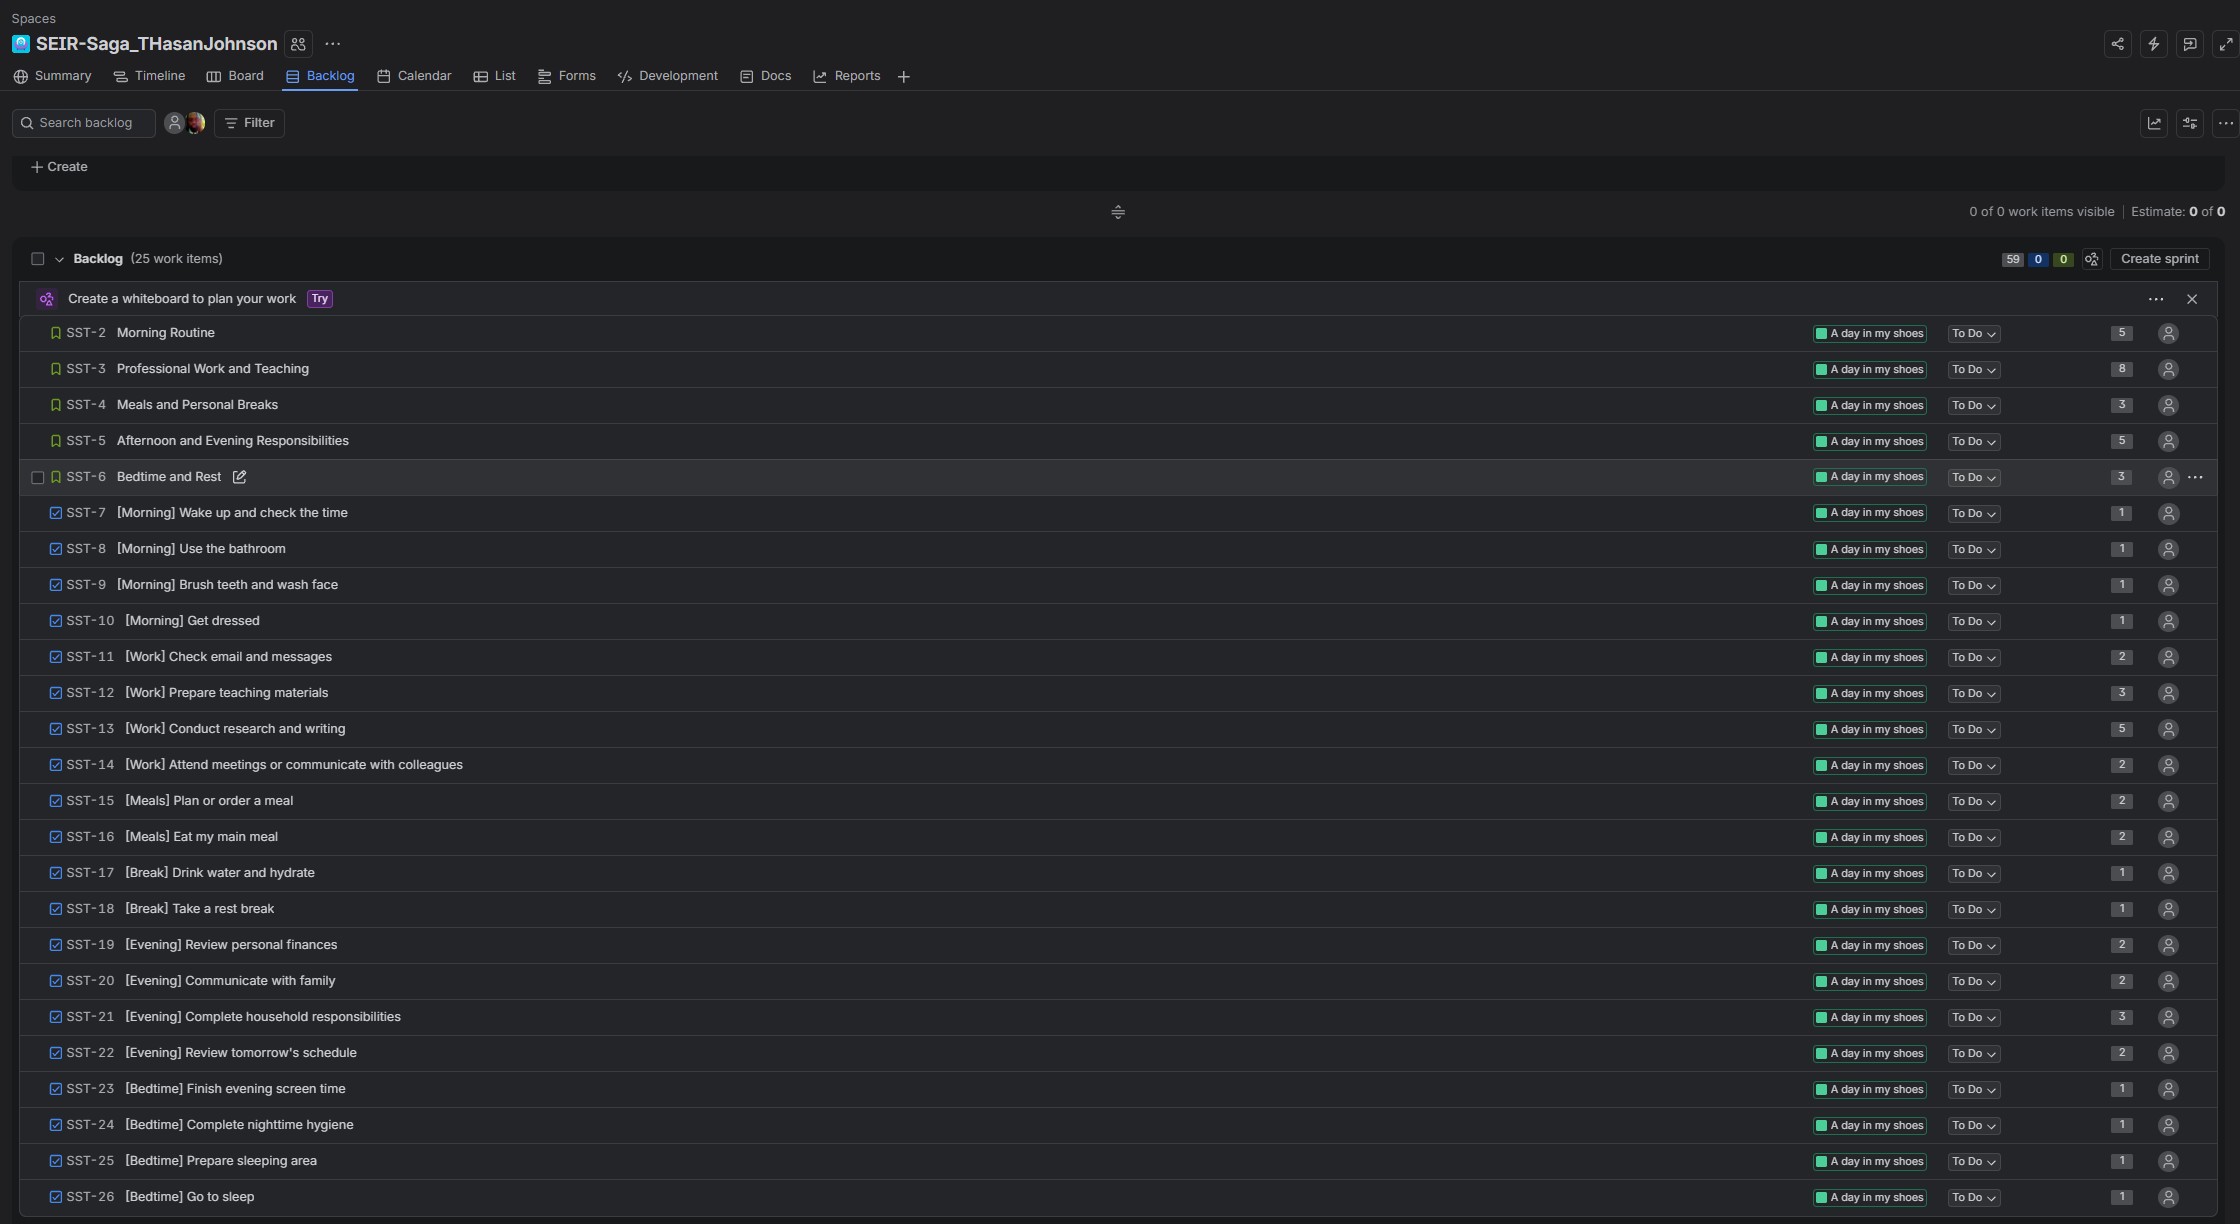 Spaces
SEIR-Saga_THasanJohnson
Summary Timeline Board Backlog Calendar List Forms Development Docs Reports
Search backlog Filter
Create
0 of 0 work items visible Estimate: 0 of 0
Backlog (25 work items) 59 0 0 Create sprint
Create a whiteboard to plan your work Try
SST-2 Morning Routine A day in my shoes To Do 5
SST-3 Professional Work and Teaching A day in my shoes To Do 8
SST-4 Meals and Personal Breaks A day in my shoes To Do 3
SST-5 Afternoon and Evening Responsibilities A day in my shoes To Do 5
SST-6 Bedtime and Rest A day in my shoes To Do 3
SST-7 [Morning] Wake up and check the time A day in my shoes To Do 1
SST-8 [Morning] Use the bathroom A day in my shoes To Do 1
SST-9 [Morning] Brush teeth and wash face A day in my shoes To Do 1
SST-10 [Morning] Get dressed A day in my shoes To Do 1
SST-11 [Work] Check email and messages A day in my shoes To Do 2
SST-12 [Work] Prepare teaching materials A day in my shoes To Do 3
SST-13 [Work] Conduct research and writing A day in my shoes To Do 5
SST-14 [Work] Attend meetings or communicate with colleagues A day in my shoes To Do 2
SST-15 [Meals] Plan or order a meal A day in my shoes To Do 2
SST-16 [Meals] Eat my main meal A day in my shoes To Do 2
SST-17 [Break] Drink water and hydrate A day in my shoes To Do 1
SST-18 [Break] Take a rest break A day in my shoes To Do 1
SST-19 [Evening] Review personal finances A day in my shoes To Do 2
SST-20 [Evening] Communicate with family A day in my shoes To Do 2
SST-21 [Evening] Complete household responsibilities A day in my shoes To Do 3
SST-22 [Evening] Review tomorrow's schedule A day in my shoes To Do 2
SST-23 [Bedtime] Finish evening screen time A day in my shoes To Do 1
SST-24 [Bedtime] Complete nighttime hygiene A day in my shoes To Do 1
SST-25 [Bedtime] Prepare sleeping area A day in my shoes To Do 1
SST-26 [Bedtime] Go to sleep A day in my shoes To Do 1